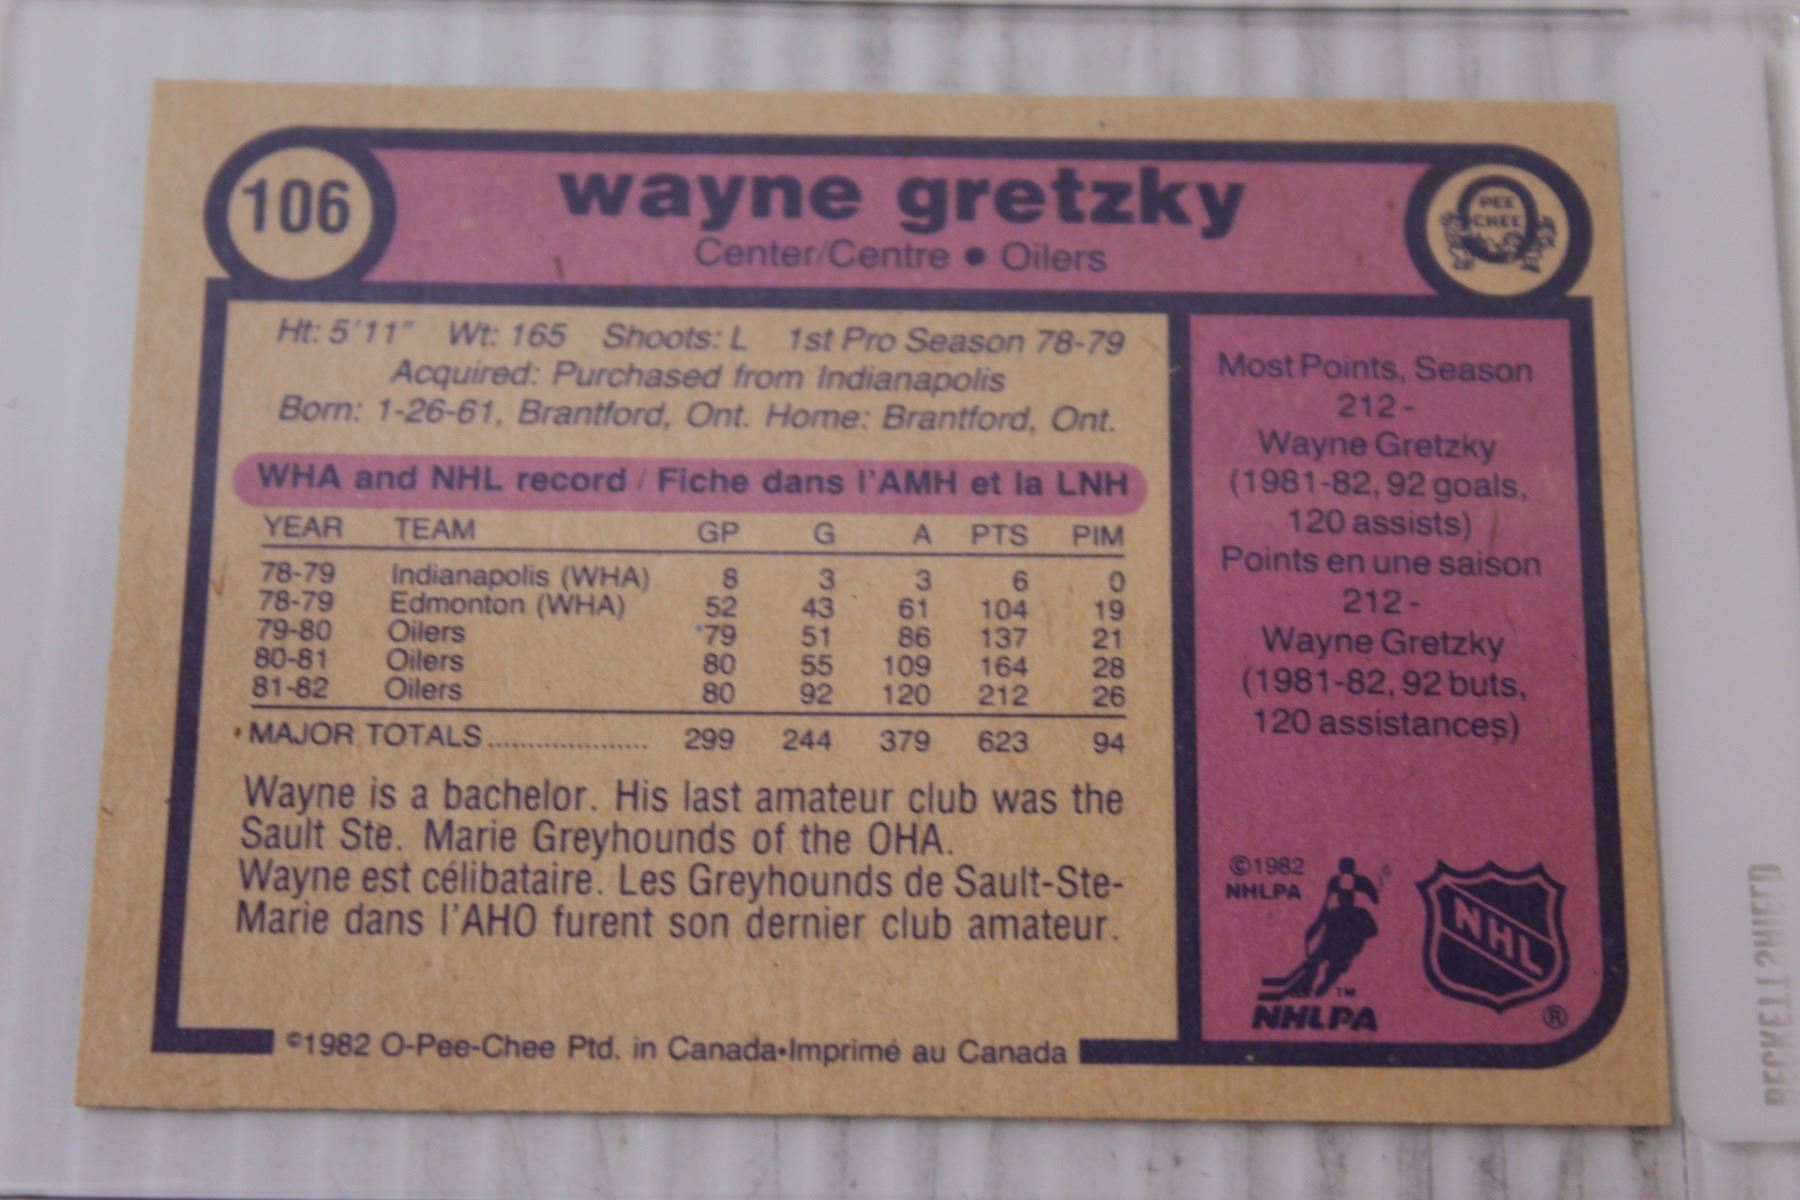 106
wayne gretzky
PEE
CHEE
Center/Centre • Oilers
Ht: 5'11" Wt: 165 Shoots: L 1st Pro Season 78-79
Acquired: Purchased from Indianapolis
Born: 1-26-61, Brantford, Ont. Home: Brantford, Ont.
WHA and NHL record / Fiche dans l'AMH et la LNH
YEAR TEAM GP G A PTS PIM
78-79 Indianapolis (WHA) 8 3 3 6 0
78-79 Edmonton (WHA) 52 43 61 104 19
79-80 Oilers 79 51 86 137 21
80-81 Oilers 80 55 109 164 28
81-82 Oilers 80 92 120 212 26
MAJOR TOTALS.................... 299 244 379 623 94
Wayne is a bachelor. His last amateur club was the
Sault Ste. Marie Greyhounds of the OHA.
Wayne est célibataire. Les Greyhounds de Sault-Ste-
Marie dans l'AHO furent son dernier club amateur.
©1982 O-Pee-Chee Ptd. in Canada•Imprimé au Canada
Most Points, Season
212 -
Wayne Gretzky
(1981-82, 92 goals,
120 assists)
Points en une saison
212 -
Wayne Gretzky
(1981-82, 92 buts,
120 assistances)
©1982
NHLPA
TM
NHLPA
NHL
®
BECKETT SHIELD